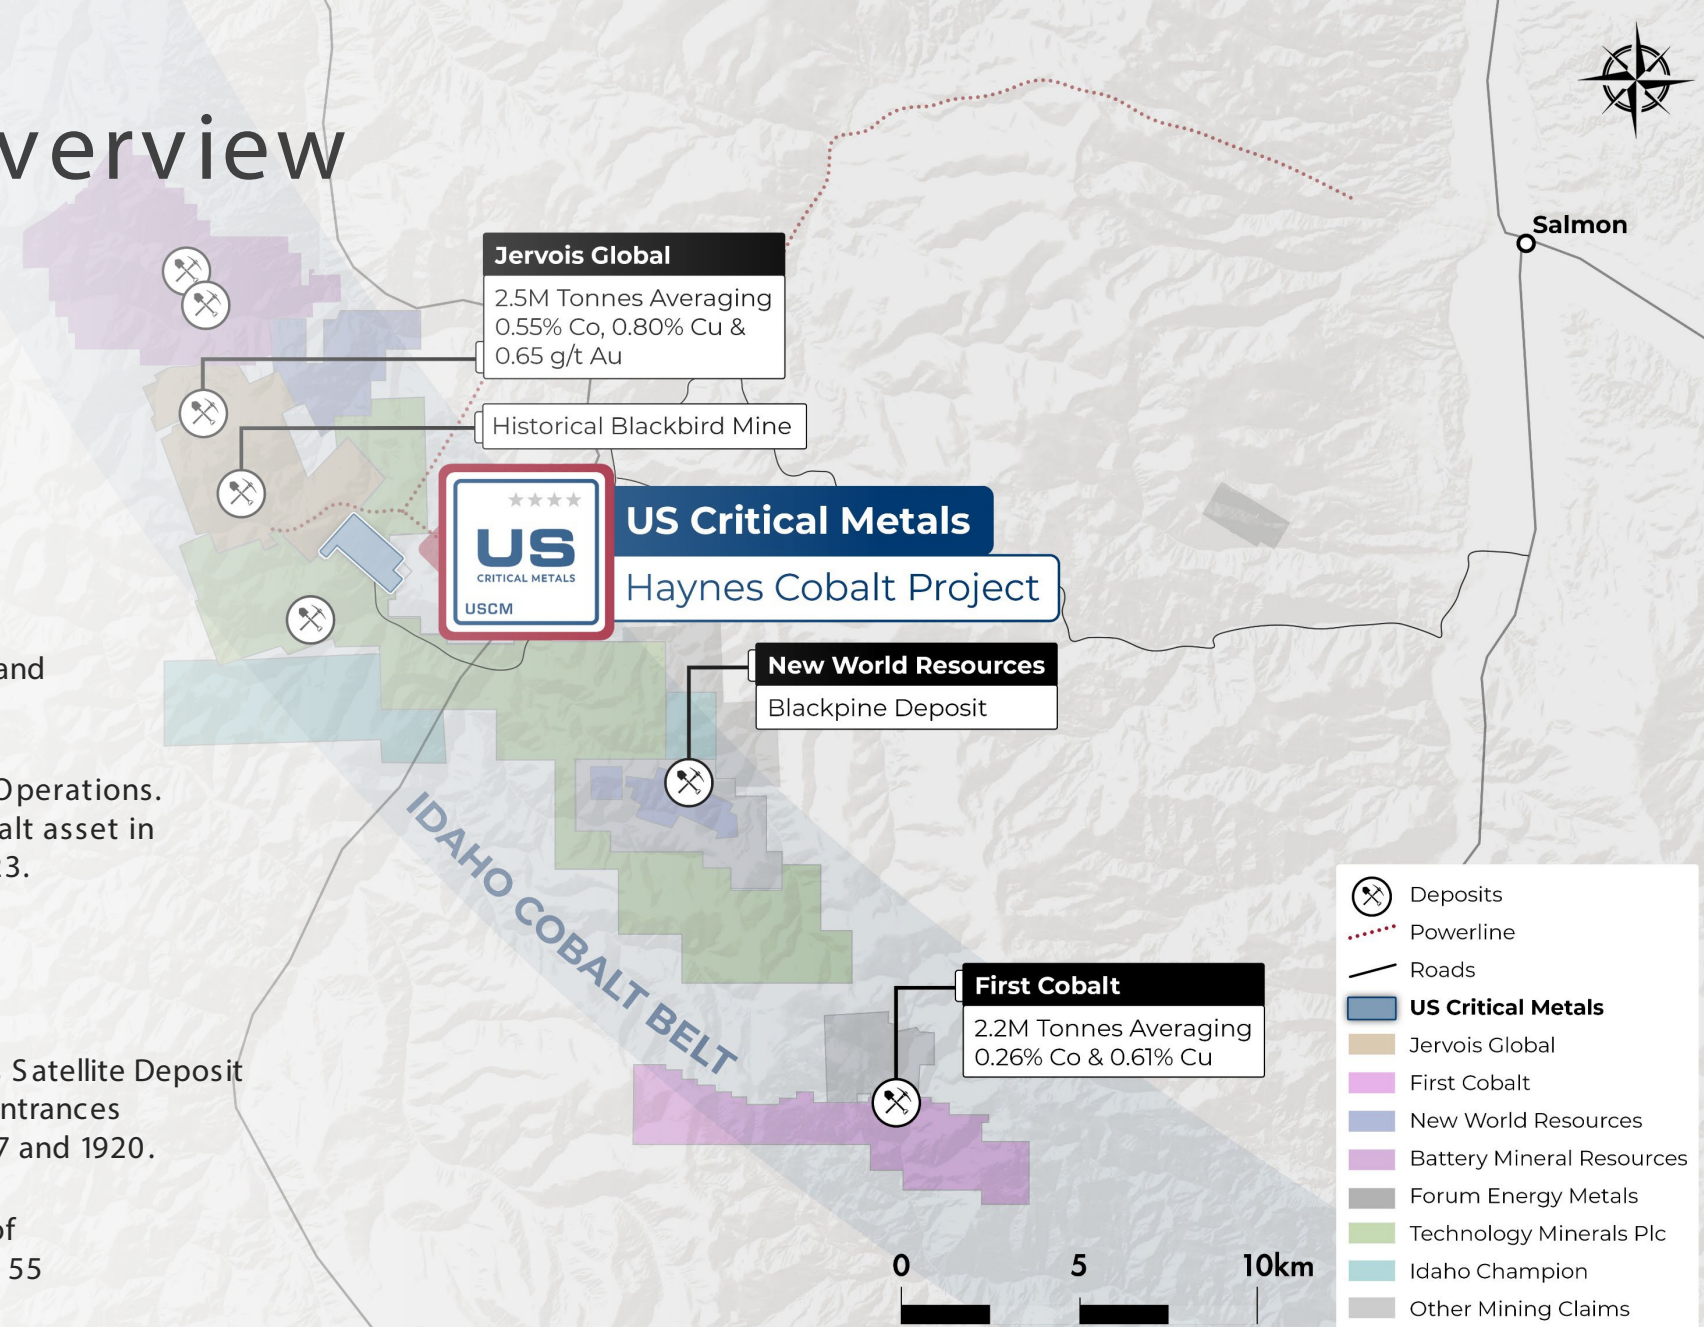 verview
Salmon
Jervois Global
2.5M Tonnes Averaging
0.55% Co, 0.80% Cu &
0.65 g/t Au
Historical Blackbird Mine
US
CRITICAL METALS
USCM
US Critical Metals
Haynes Cobalt Project
New World Resources
Blackpine Deposit
and
Operations.
alt asset in
23.
IDAHO COBALT BELT
First Cobalt
2.2M Tonnes Averaging
0.26% Co & 0.61% Cu
Satellite Deposit
ntrances
7 and 1920.
of
55
0 5 10km
Deposits
Powerline
Roads
US Critical Metals
Jervois Global
First Cobalt
New World Resources
Battery Mineral Resources
Forum Energy Metals
Technology Minerals Plc
Idaho Champion
Other Mining Claims